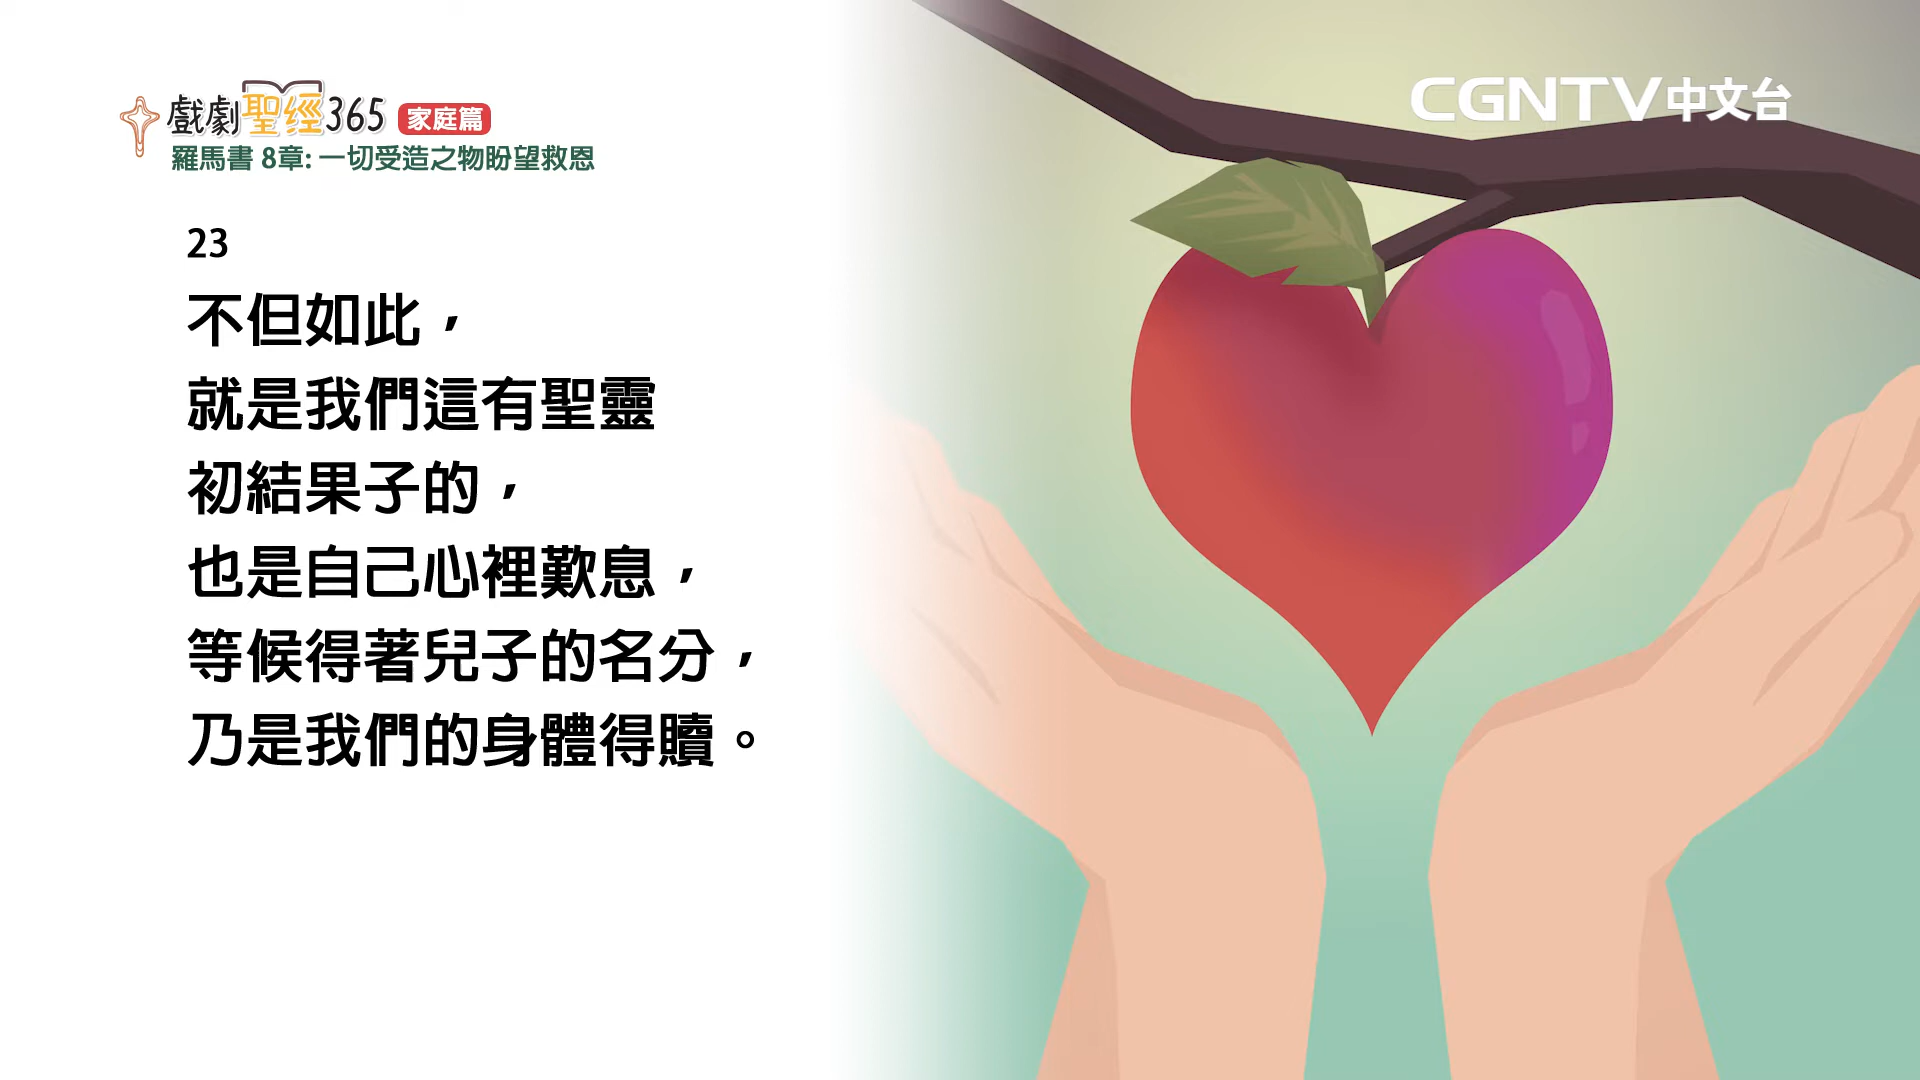 戲劇聖經365 家庭篇
CGNTV中文台
羅馬書 8章: 一切受造之物盼望救恩
23
不但如此，
就是我們這有聖靈
初結果子的，
也是自己心裡歎息，
等候得著兒子的名分，
乃是我們的身體得贖。